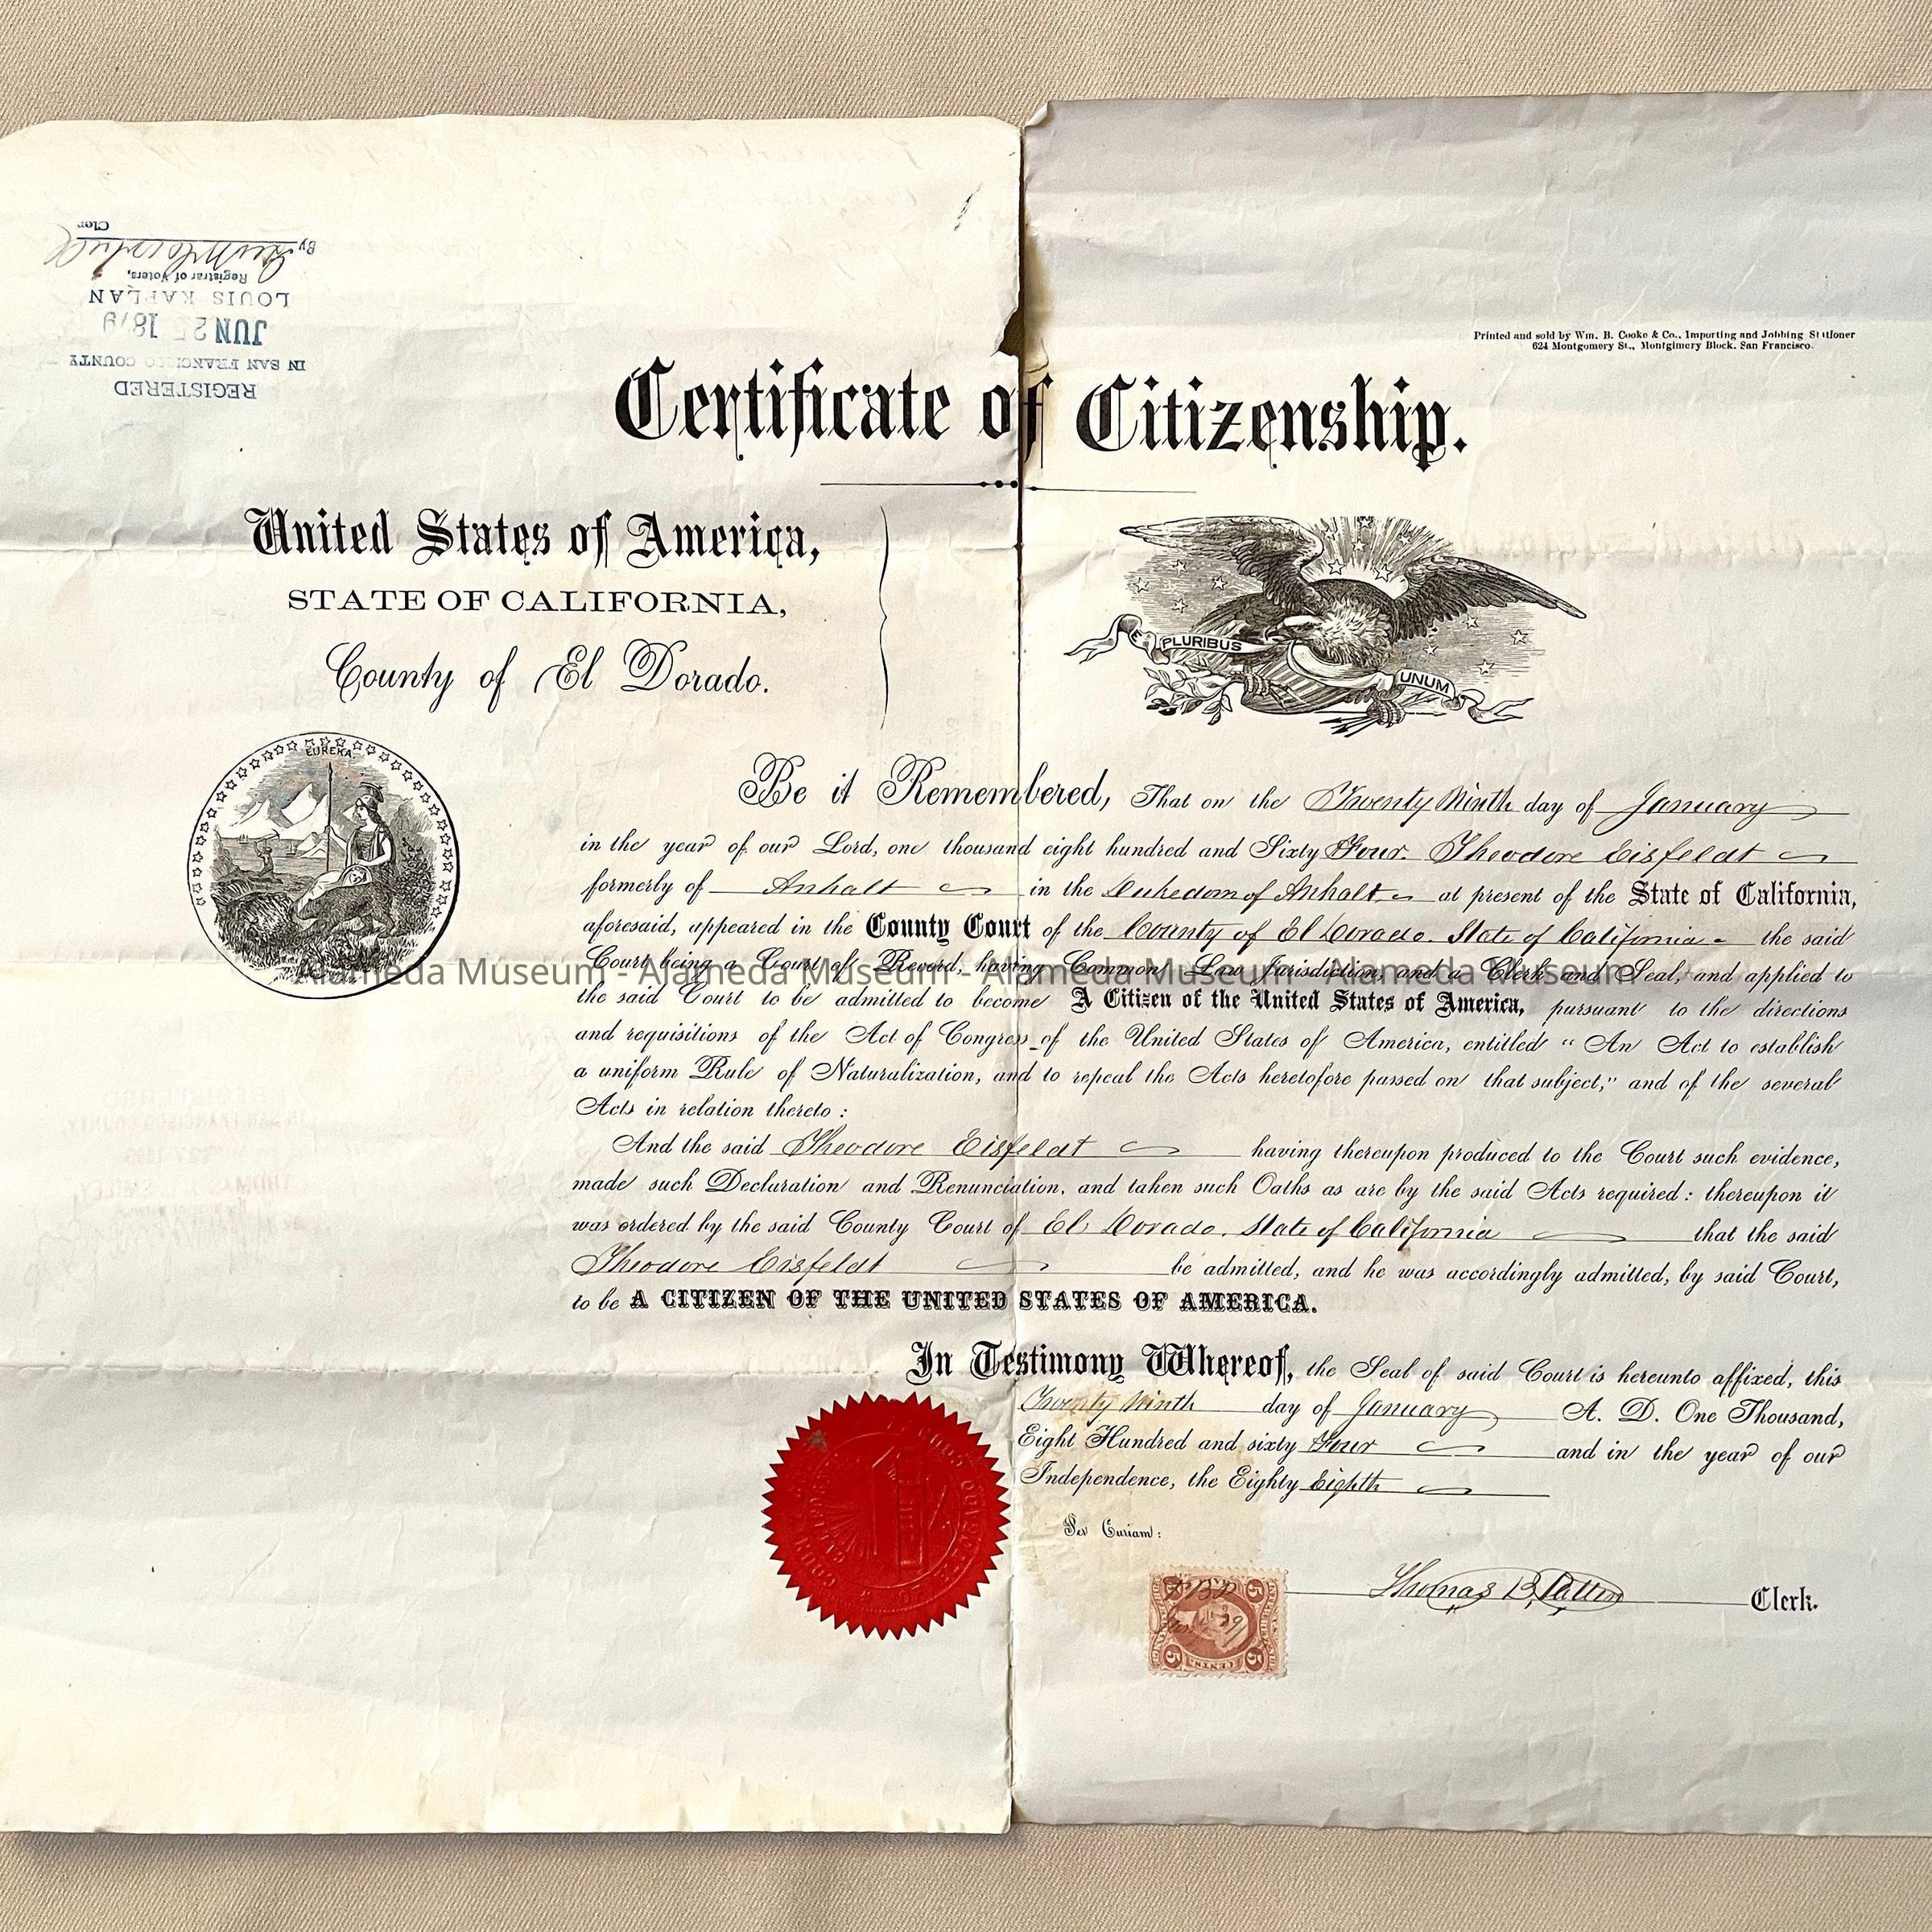 REGISTERED
IN SAN FRANCISCO COUNTY
JUN 25 1879
LOUIS KAPLAN
Registrar of Voters,
By
Cler
Printed and sold by Wm. B. Cooke & Co., Importing and Jobbing Stationer
624 Montgomery St., Montgimery Block. San Francisco.
Certificate of Citizenship.
United States of America,
STATE OF CALIFORNIA,
County of El Dorado.
E PLURIBUS UNUM
EUREKA
Be it Remembered, That on the Twenty Ninth day of January
in the year of our Lord, one thousand eight hundred and Sixty Four. Theodore Eisfeldt
formerly of Anhalt in the Dukedom of Anhalt at present of the State of California,
aforesaid, appeared in the County Court of the County of El Dorado. State of California the said
Court being a Court of Record, having Common Law Jurisdiction, and a Clerk and Seal, and applied to
Alameda Museum - Alameda Museum - Alameda Museum - Alameda Museum - Alameda Museum
the said Court to be admitted to become A Citizen of the United States of America, pursuant to the directions
and requisitions of the Act of Congress of the United States of America, entitled "An Act to establish
a uniform Rule of Naturalization, and to repeal the Acts heretofore passed on that subject," and of the several
Acts in relation thereto:
And the said Theodore Eisfeldt having thereupon produced to the Court such evidence,
made such Declaration and Renunciation, and taken such Oaths as are by the said Acts required: thereupon it
was ordered by the said County Court of El Dorado. State of California that the said
Theodore Eisfeldt be admitted, and he was accordingly admitted, by said Court,
to be A CITIZEN OF THE UNITED STATES OF AMERICA.
In Testimony Whereof, the Seal of said Court is hereunto affixed, this
Twenty Ninth day of January A. D. One Thousand,
Eight Hundred and sixty Four and in the year of our
Independence, the Eighty Eighth
Per Curiam:
5 5
5 CENTS 5
Thomas B. Patten Clerk.